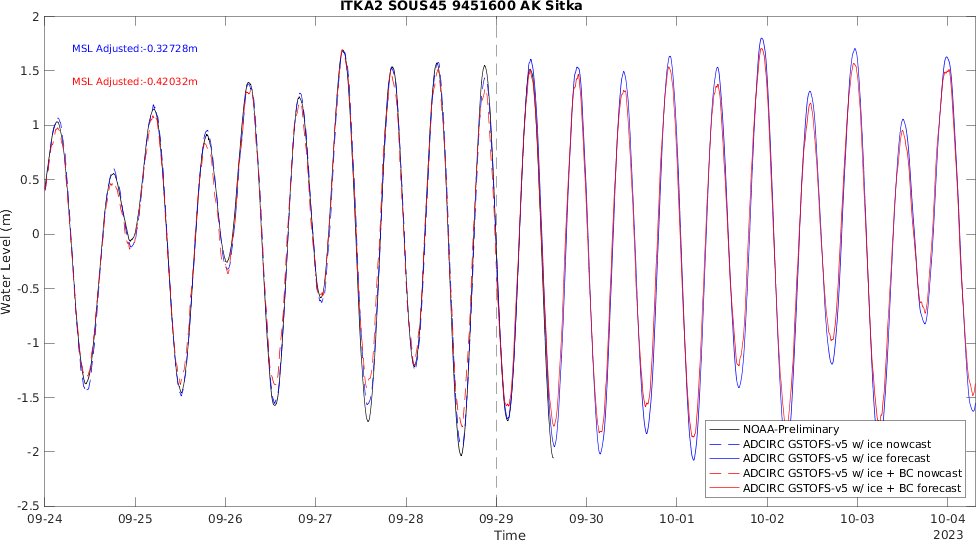 ITKA2 SOUS45 9451600 AK Sitka
MSL Adjusted:-0.32728m
MSL Adjusted:-0.42032m
Water Level (m)
2
1.5
1
0.5
0
-0.5
-1
-1.5
-2
-2.5
NOAA-Preliminary
ADCIRC GSTOFS-v5 w/ ice nowcast
ADCIRC GSTOFS-v5 w/ ice forecast
ADCIRC GSTOFS-v5 w/ ice + BC nowcast
ADCIRC GSTOFS-v5 w/ ice + BC forecast
09-24 09-25 09-26 09-27 09-28 09-29 09-30 10-01 10-02 10-03 10-04
Time
2023